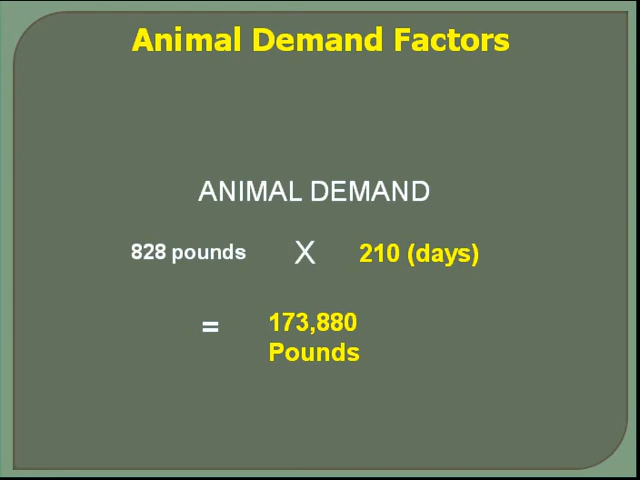 Animal Demand Factors
ANIMAL DEMAND
828 pounds X 210 (days)
= 173,880
Pounds